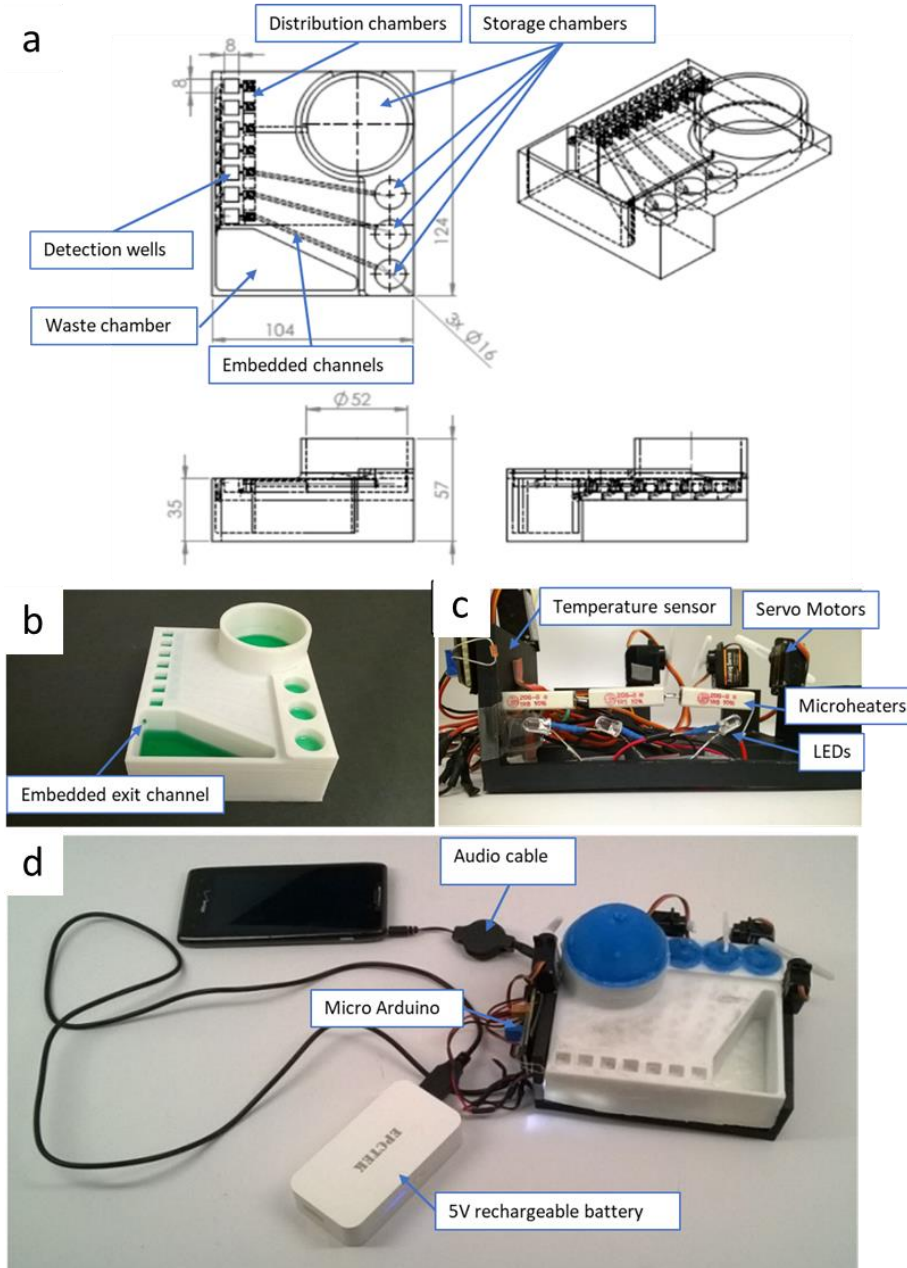 a
Distribution chambers
Storage chambers
8
8
Detection wells
124
Waste chamber
104
3x Ø16
Embedded channels
Ø52
35
57
b
Embedded exit channel
c
Temperature sensor
Servo Motors
Microheaters
LEDs
d
Audio cable
Micro Arduino
EPCTEK
5V rechargeable battery